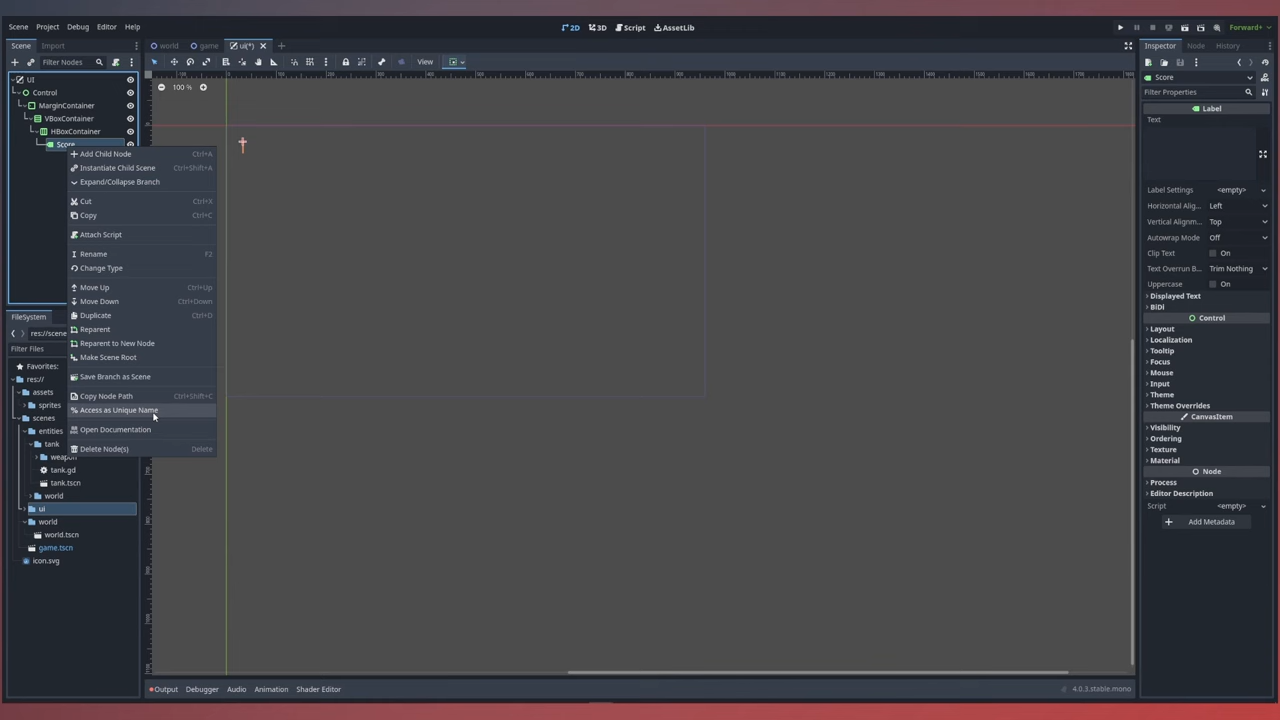 Scene Project Debug Editor Help
2D 3D Script AssetLib
Forward+
Scene Import
world game ui(*)
Inspector Node History
Filter Nodes
View
UI
Control
MarginContainer
VBoxContainer
HBoxContainer
Score
100 %
Add Child Node Ctrl+A
Instantiate Child Scene Ctrl+Shift+A
Expand/Collapse Branch
Cut Ctrl+X
Copy Ctrl+C
Attach Script
Rename F2
Change Type
Move Up Ctrl+Up
Move Down Ctrl+Down
Duplicate Ctrl+D
Reparent
Reparent to New Node
Make Scene Root
Save Branch as Scene
Copy Node Path Ctrl+Shift+C
% Access as Unique Name
Open Documentation
Delete Node(s) Delete
FileSystem
res://scene
Filter Files
Favorites:
res://
assets
sprites
scenes
entities
tank
weapon
tank.gd
tank.tscn
world
ui
world
world.tscn
game.tscn
icon.svg
Score
Filter Properties
Label
Text
Label Settings <empty>
Horizontal Alig... Left
Vertical Alignm... Top
Autowrap Mode Off
Clip Text On
Text Overrun B... Trim Nothing
Uppercase On
Displayed Text
BiDi
Control
Layout
Localization
Tooltip
Focus
Mouse
Input
Theme
Theme Overrides
CanvasItem
Visibility
Ordering
Texture
Material
Node
Process
Editor Description
Script <empty>
Add Metadata
Output Debugger Audio Animation Shader Editor
4.0.3.stable.mono